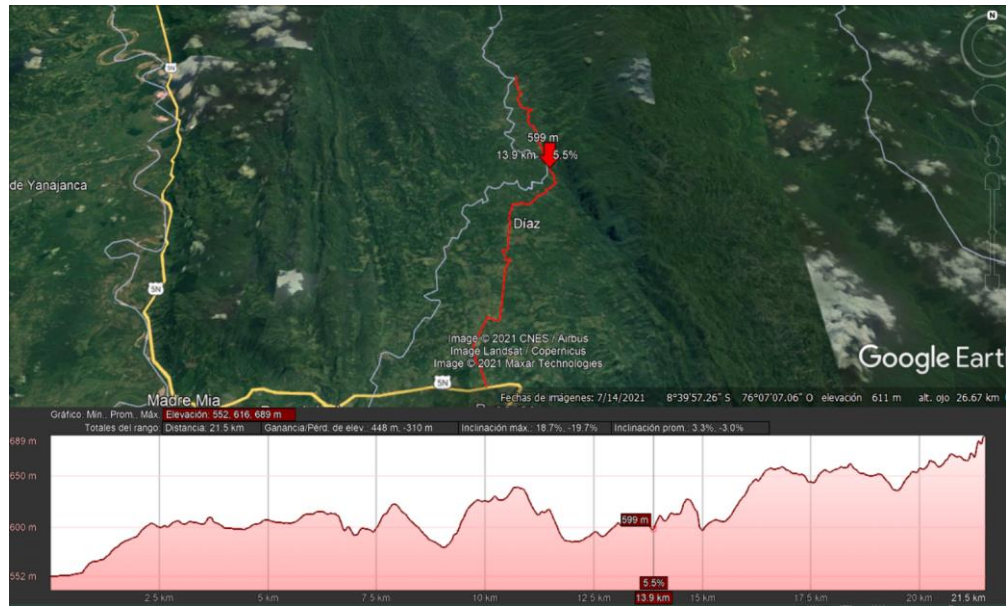 N
5N
599 m
13.9 km 5.5%
de Yanajanca
Díaz
5N
Image © 2021 CNES / Airbus
Image Landsat / Copernicus
Image © 2021 Maxar Technologies
Google Eart
5N
Madre Mia
Fechas de imágenes: 7/14/2021 8°39'57.26" S 76°07'07.06" O elevación 611 m alt. ojo 26.67 km
Gráfico: Mín., Prom., Máx. Elevación: 552, 616, 689 m
Totales del rango: Distancia: 21.5 km Ganancia/Pérd. de elev.: 448 m, -310 m Inclinación máx.: 18.7%, -19.7% Inclinación prom.: 3.3%, -3.0%
689 m
650 m
600 m
599 m
552 m
5.5%
2.5 km 5 km 7.5 km 10 km 12.5 km 13.9 km 15 km 17.5 km 20 km 21.5 km